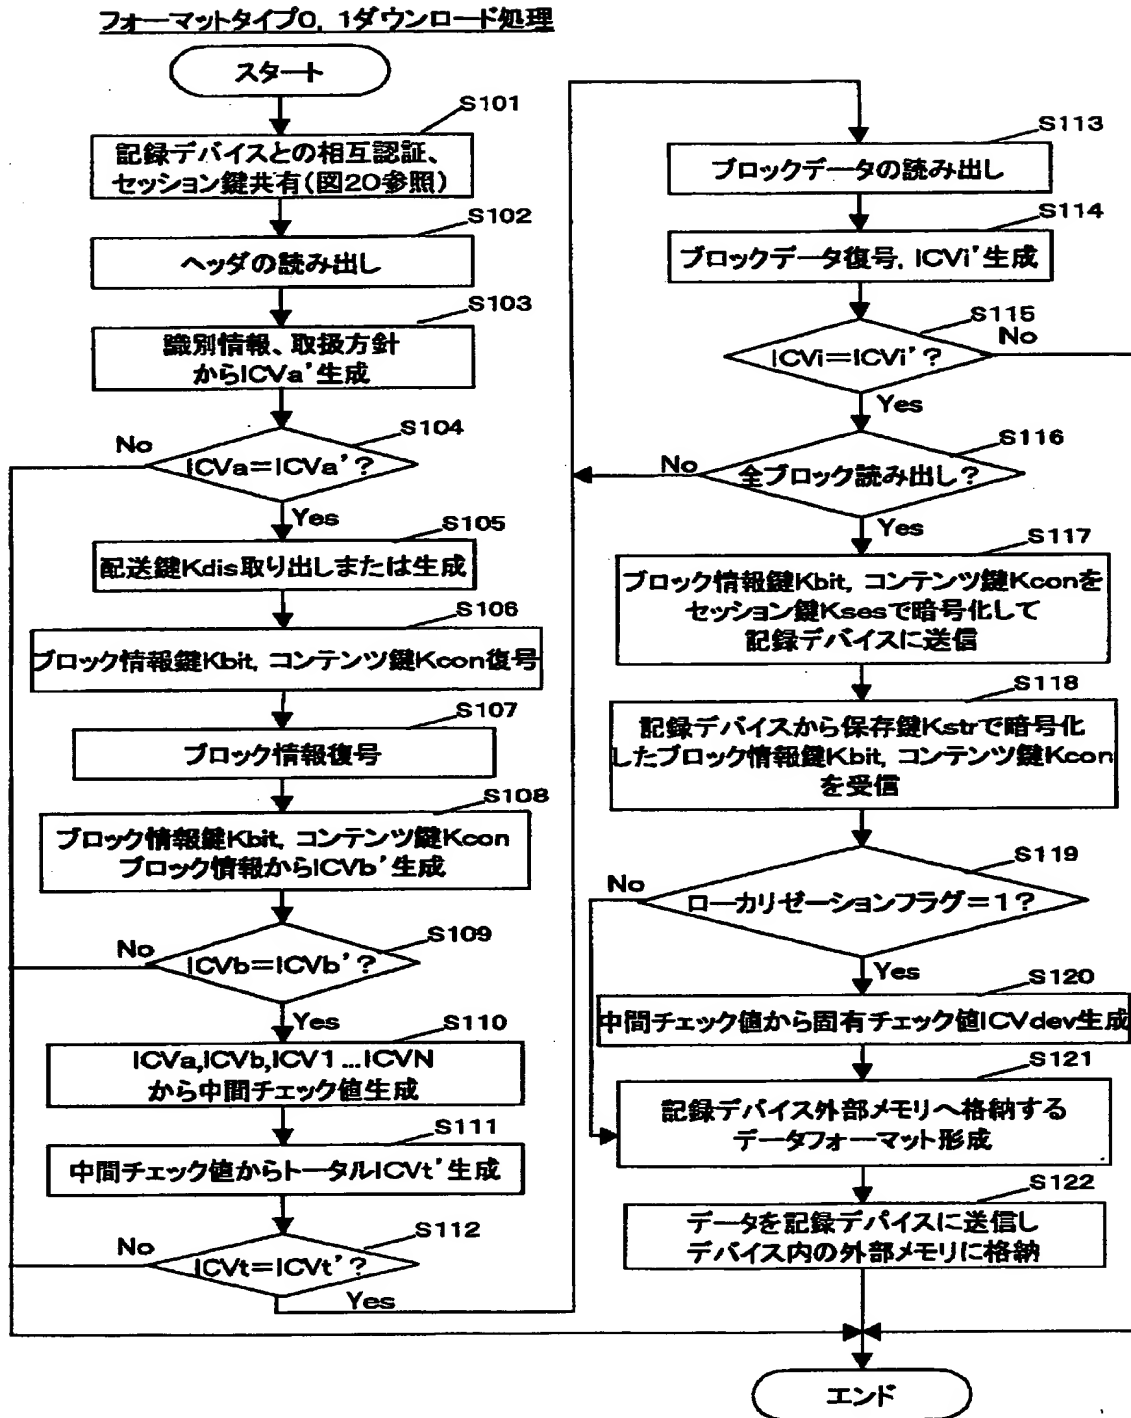 フォーマットタイプ0, 1ダウンロード処理
スタート
S101
記録デバイスとの相互認証、
セッション鍵共有(図20参照)
S102
ヘッダの読み出し
S103
識別情報、取扱方針
からICVa'生成
S104
No
ICVa=ICVa'?
Yes
S105
配送鍵Kdis取り出しまたは生成
S106
ブロック情報鍵Kbit, コンテンツ鍵Kcon復号
S107
ブロック情報復号
S108
ブロック情報鍵Kbit, コンテンツ鍵Kcon
ブロック情報からICVb'生成
S109
No
ICVb=ICVb'?
Yes
S110
ICVa,ICVb,ICV1...ICVN
から中間チェック値生成
S111
中間チェック値からトータルICVt'生成
S112
No
ICVt=ICVt'?
Yes
S113
ブロックデータの読み出し
S114
ブロックデータ復号, ICVi'生成
S115
No
ICVi=ICVi'?
Yes
S116
No
全ブロック読み出し?
Yes
S117
ブロック情報鍵Kbit, コンテンツ鍵Kconを
セッション鍵Ksesで暗号化して
記録デバイスに送信
S118
記録デバイスから保存鍵Kstrで暗号化
したブロック情報鍵Kbit, コンテンツ鍵Kcon
を受信
S119
No
ローカリゼーションフラグ=1?
Yes
S120
中間チェック値から固有チェック値ICVdev生成
S121
記録デバイス外部メモリへ格納する
データフォーマット形成
S122
データを記録デバイスに送信し
デバイス内の外部メモリに格納
エンド